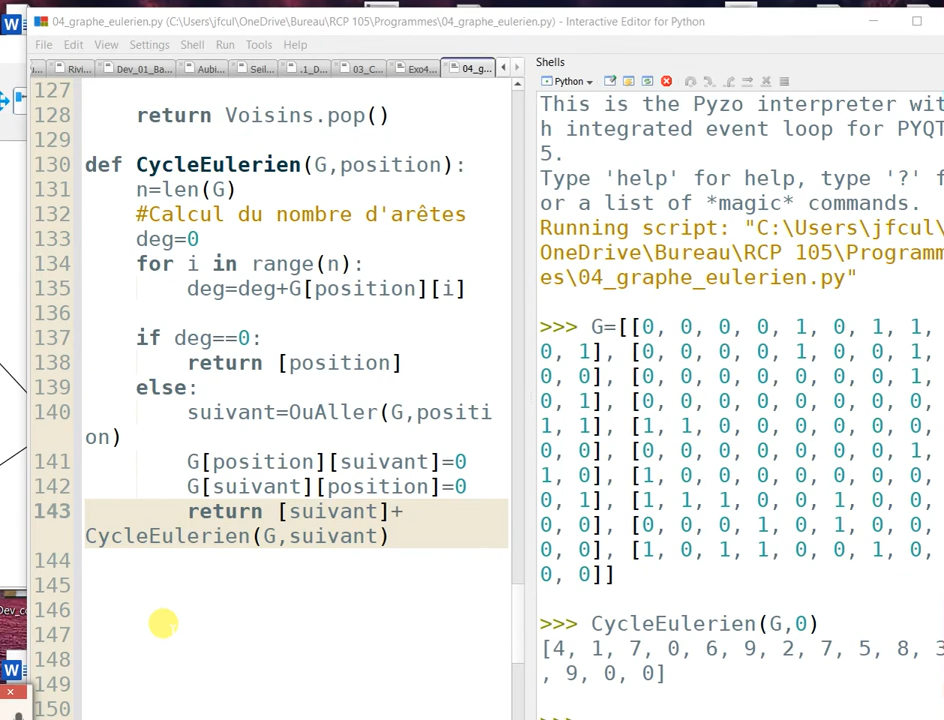 04_graphe_eulerien.py (C:\Users\jfcul\OneDrive\Bureau\RCP 105\Programmes\04_graphe_eulerien.py) - Interactive Editor for Python
File Edit View Settings Shell Run Tools Help
Rivi... Dev_01_Ba... Aubi... Seil... .1_D... 03_C... Exo4... 04_g...
127
128 return Voisins.pop()
129
130 def CycleEulerien(G,position):
131 n=len(G)
132 #Calcul du nombre d'arêtes
133 deg=0
134 for i in range(n):
135 deg=deg+G[position][i]
136
137 if deg==0:
138 return [position]
139 else:
140 suivant=OuAller(G,positi
on)
141 G[position][suivant]=0
142 G[suivant][position]=0
143 return [suivant]+
CycleEulerien(G,suivant)
144
145
146
147
148
149
150
Shells
Python
This is the Pyzo interpreter wit
h integrated event loop for PYQT
5.
Type 'help' for help, type '?' f
or a list of *magic* commands.
Running script: "C:\Users\jfcul\
OneDrive\Bureau\RCP 105\Programm
es\04_graphe_eulerien.py"
>>> G=[[0, 0, 0, 0, 1, 0, 1, 1,
0, 1], [0, 0, 0, 0, 1, 0, 0, 1,
0, 0], [0, 0, 0, 0, 0, 0, 0, 1,
0, 1], [0, 0, 0, 0, 0, 0, 0, 0,
1, 1], [1, 1, 0, 0, 0, 0, 0, 0,
0, 0], [0, 0, 0, 0, 0, 0, 0, 1,
1, 0], [1, 0, 0, 0, 0, 0, 0, 0,
0, 1], [1, 1, 1, 0, 0, 1, 0, 0,
0, 0], [0, 0, 0, 1, 0, 1, 0, 0,
0, 0], [1, 0, 1, 1, 0, 0, 1, 0,
0, 0]]
>>> CycleEulerien(G,0)
[4, 1, 7, 0, 6, 9, 2, 7, 5, 8, 3
, 9, 0, 0]
>>>